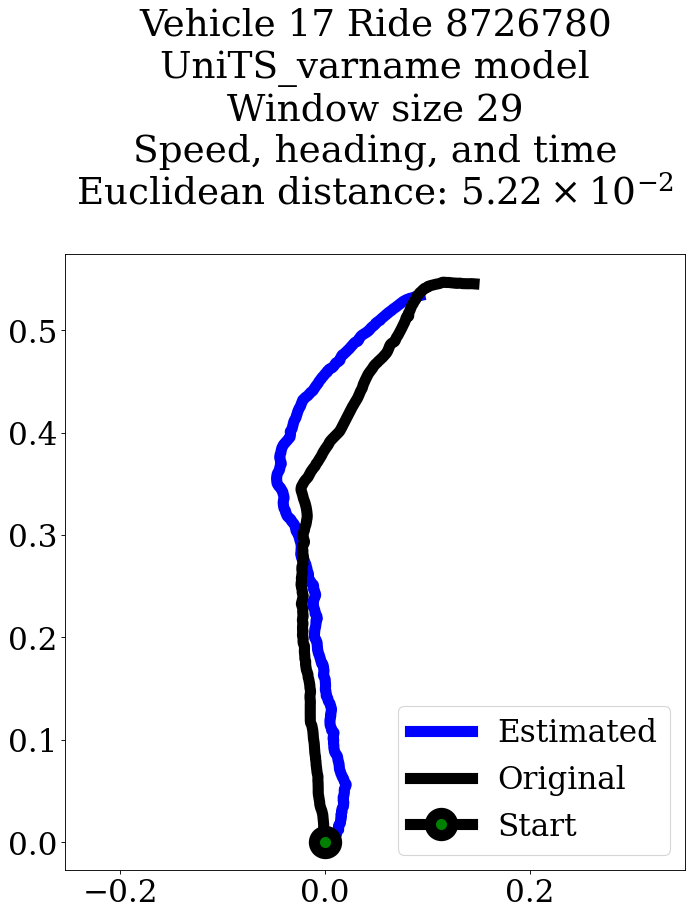 Vehicle 17 Ride 8726780
UniTS_varname model
Window size 29
Speed, heading, and time
Euclidean distance: 5.22 × 10⁻²
0.5
0.4
0.3
0.2
0.1
0.0
−0.2
0.0
0.2
Estimated
Original
Start